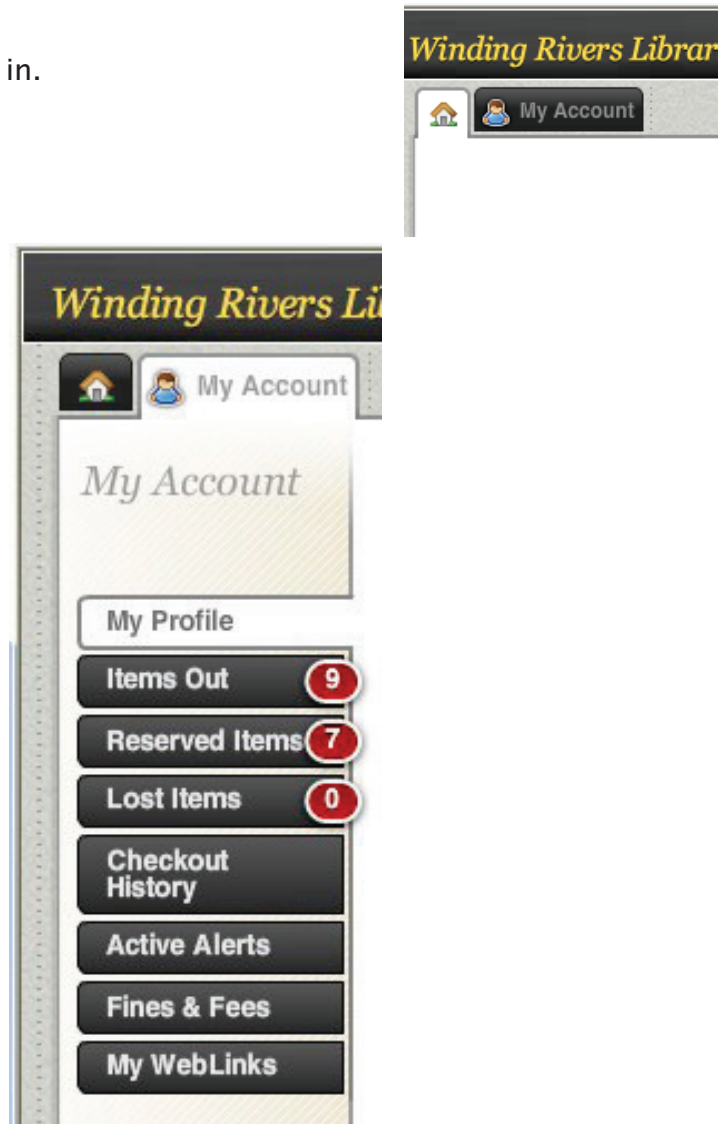 in.
Winding Rivers Librar
My Account
Winding Rivers Li
My Account
My Account
My Profile
Items Out 9
Reserved Items 7
Lost Items 0
Checkout
History
Active Alerts
Fines & Fees
My WebLinks